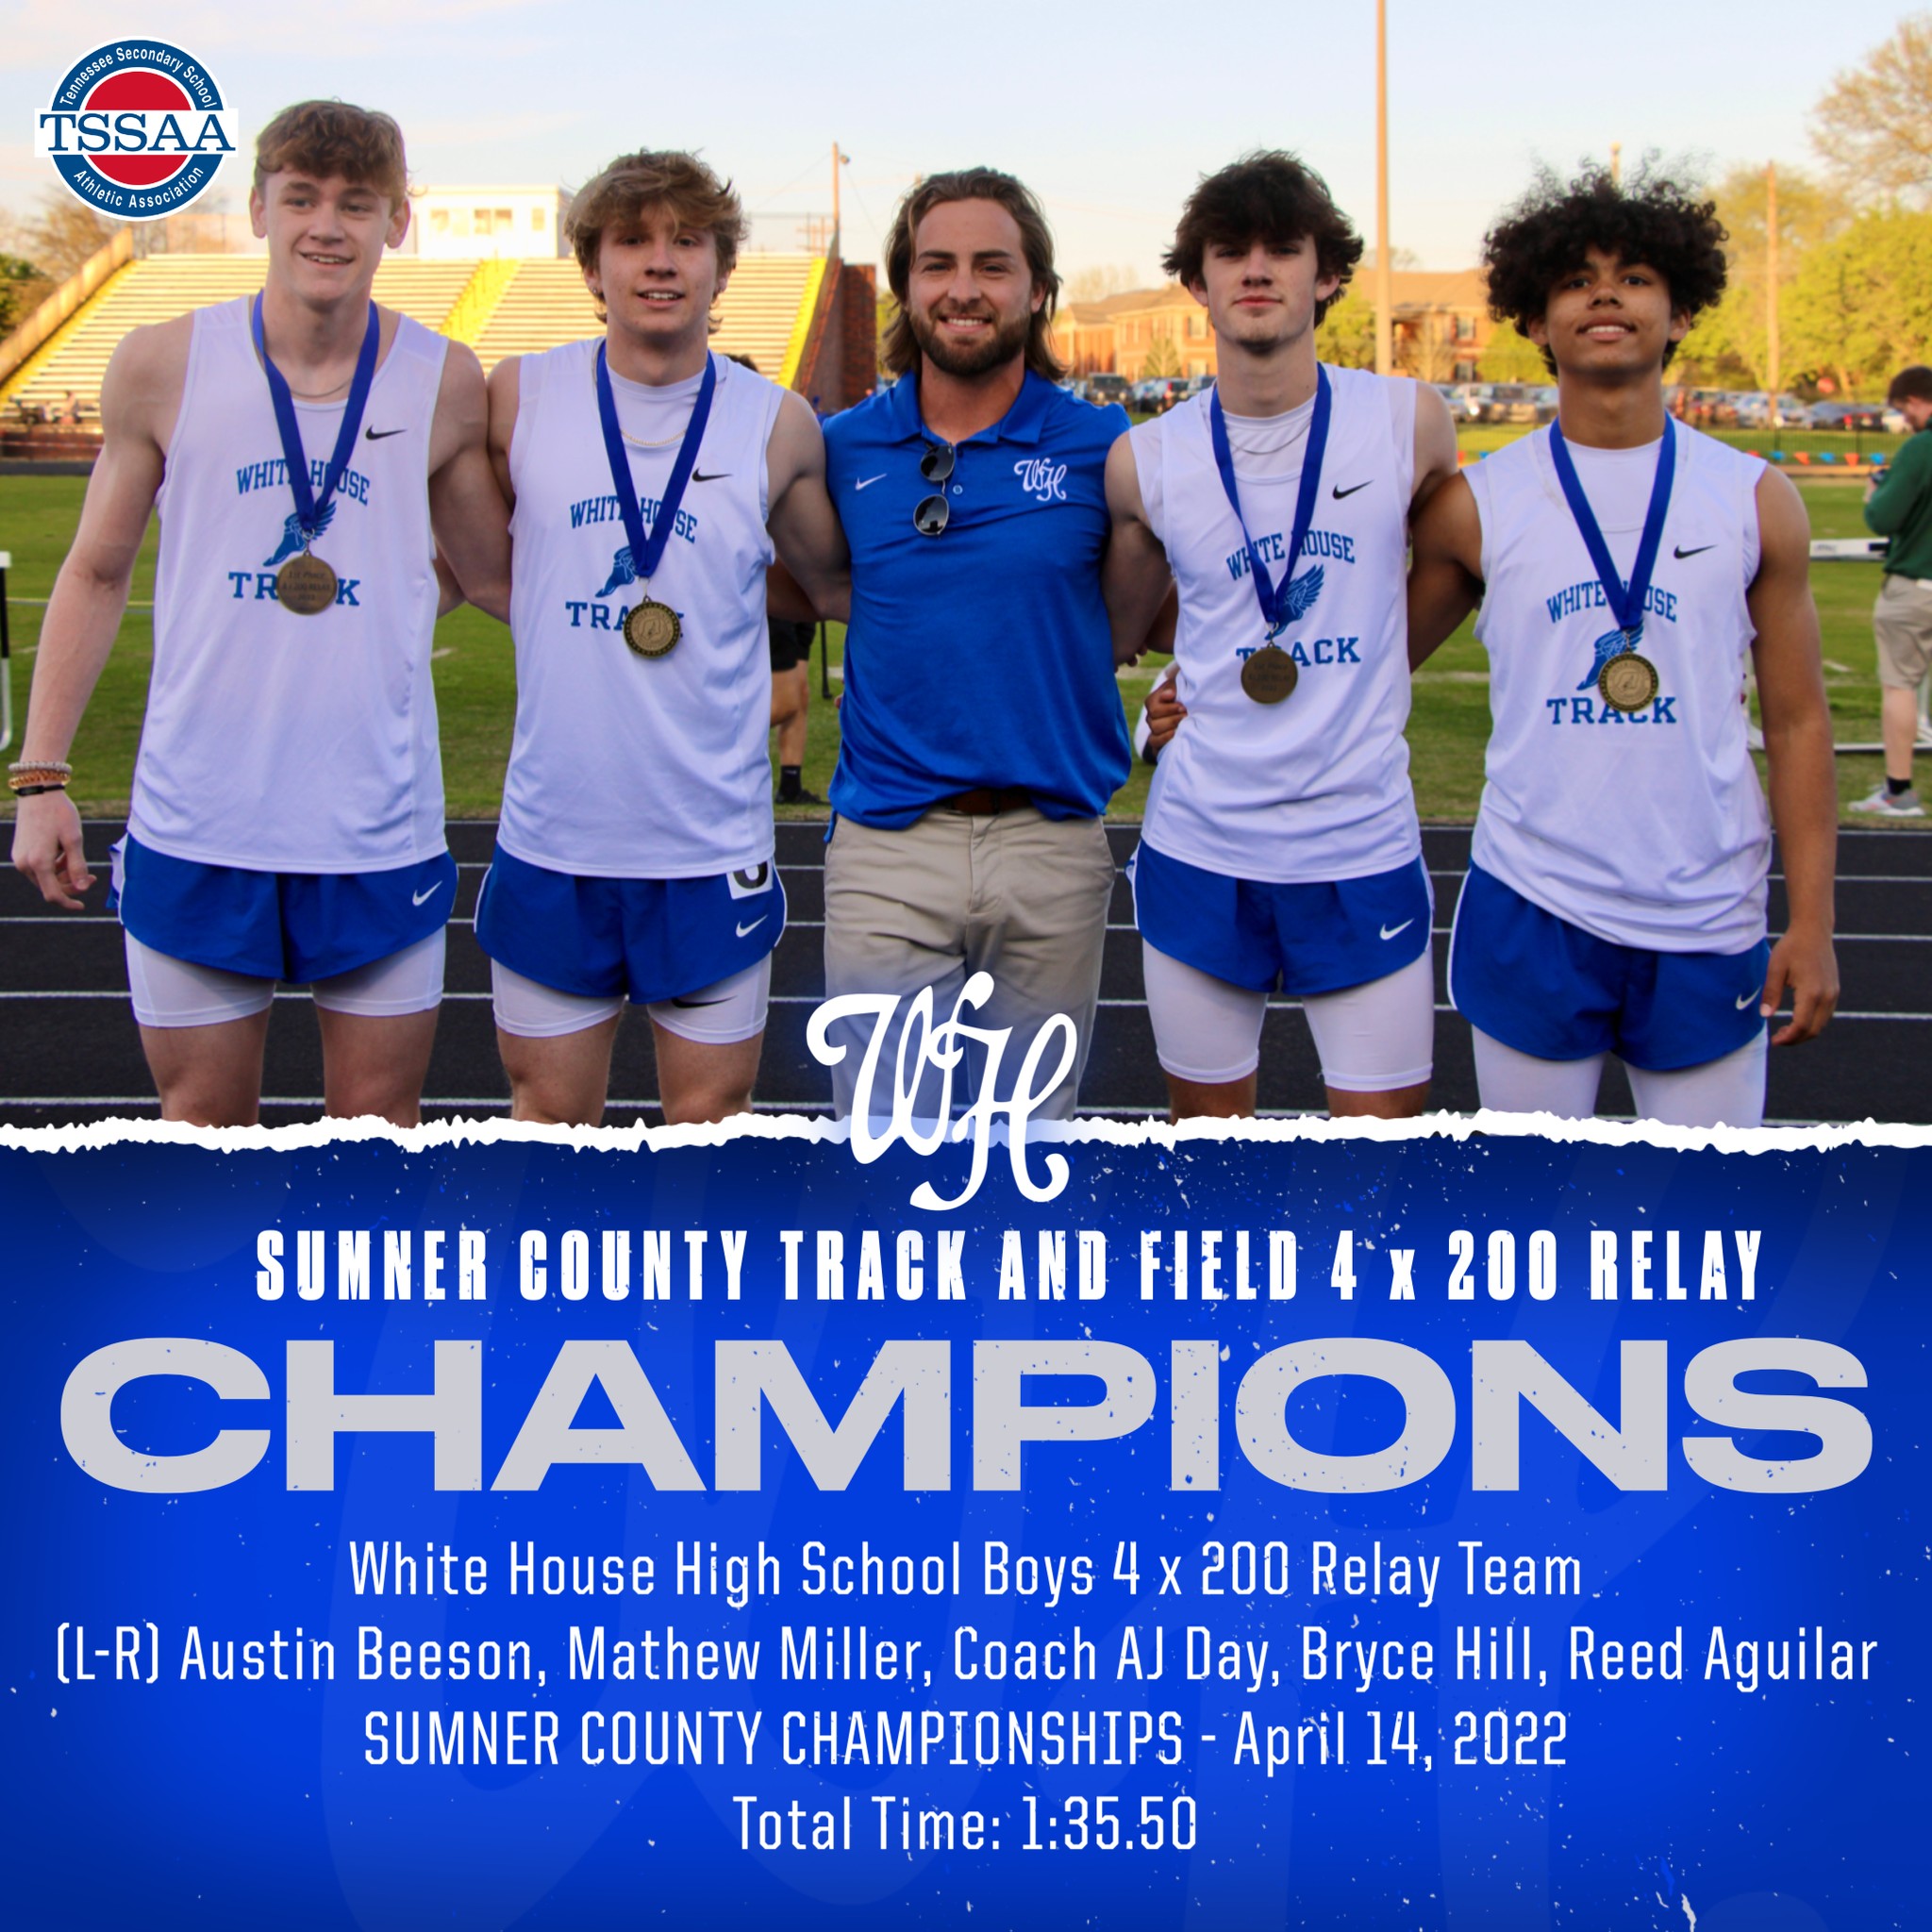 Tennessee Secondary School
TSSAA
Athletic Association
WHITE HOUSE
TRACK
WHITE HOUSE
TRACK
WH
WHITE HOUSE
TRACK
WHITE HOUSE
TRACK
WH
SUMNER COUNTY TRACK AND FIELD 4 x 200 RELAY
CHAMPIONS
White House High School Boys 4 x 200 Relay Team
(L-R) Austin Beeson, Mathew Miller, Coach AJ Day, Bryce Hill, Reed Aguilar
SUMNER COUNTY CHAMPIONSHIPS - April 14, 2022
Total Time: 1:35.50